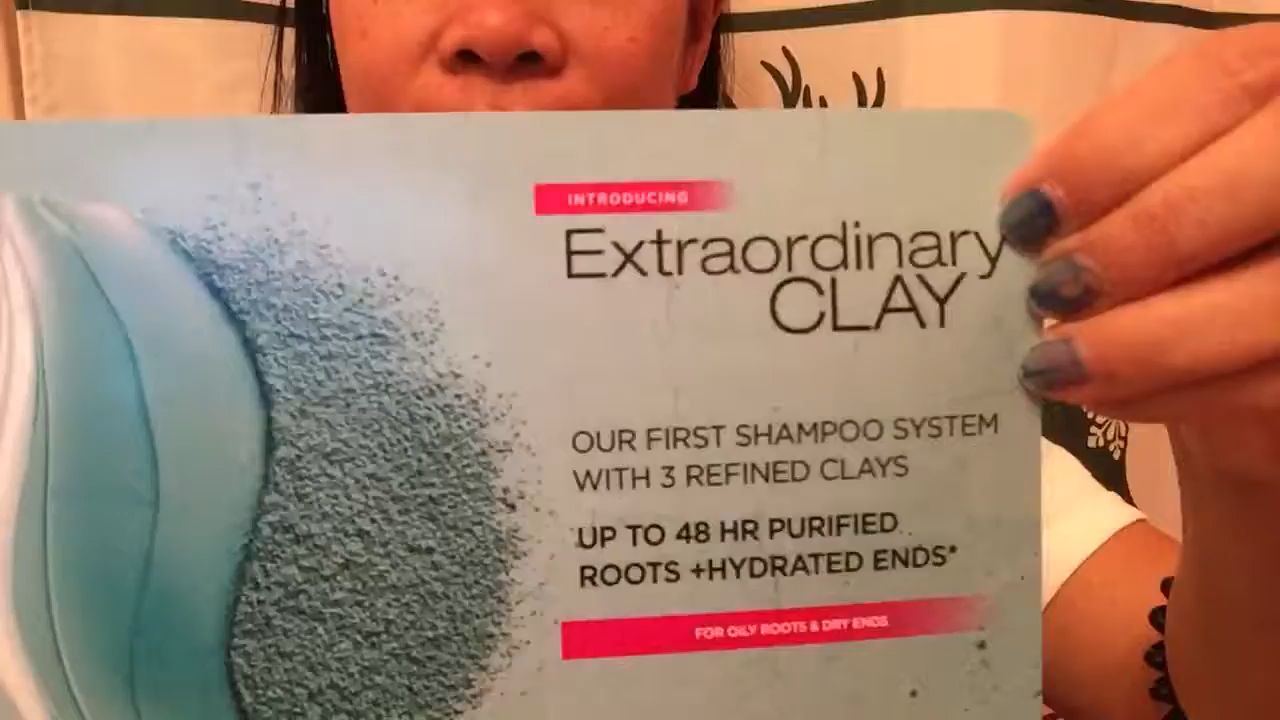 INTRODUCING
Extraordinary
CLAY
OUR FIRST SHAMPOO SYSTEM
WITH 3 REFINED CLAYS
UP TO 48 HR PURIFIED
ROOTS +HYDRATED ENDS*
FOR OILY ROOTS & DRY ENDS